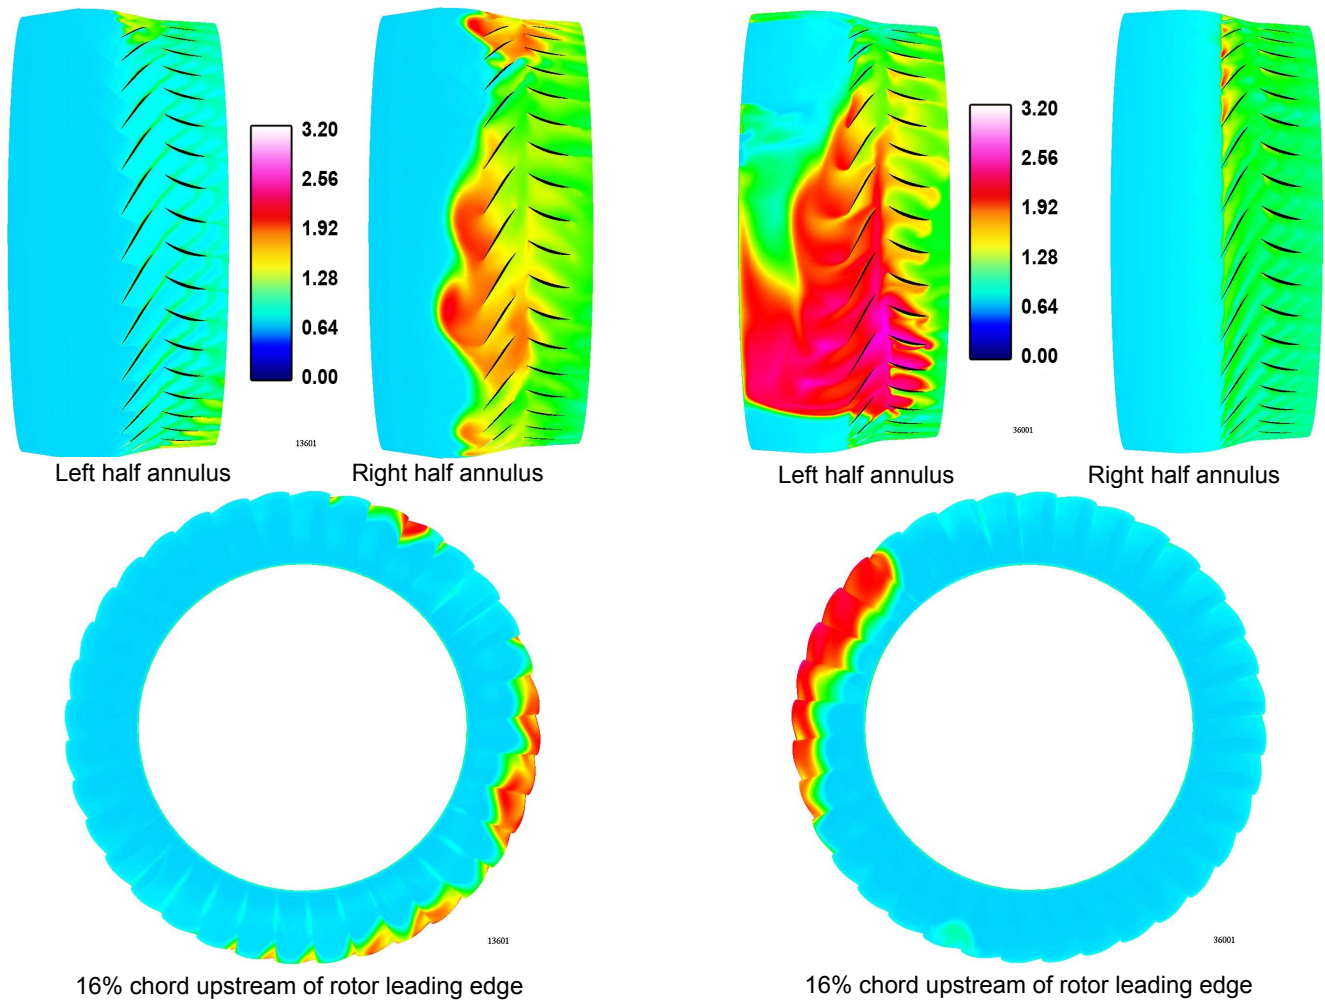 3.20
2.56
1.92
1.28
0.64
0.00
13601
Left half annulus
Right half annulus
3.20
2.56
1.92
1.28
0.64
0.00
36001
Left half annulus
Right half annulus
13601
16% chord upstream of rotor leading edge
36001
16% chord upstream of rotor leading edge